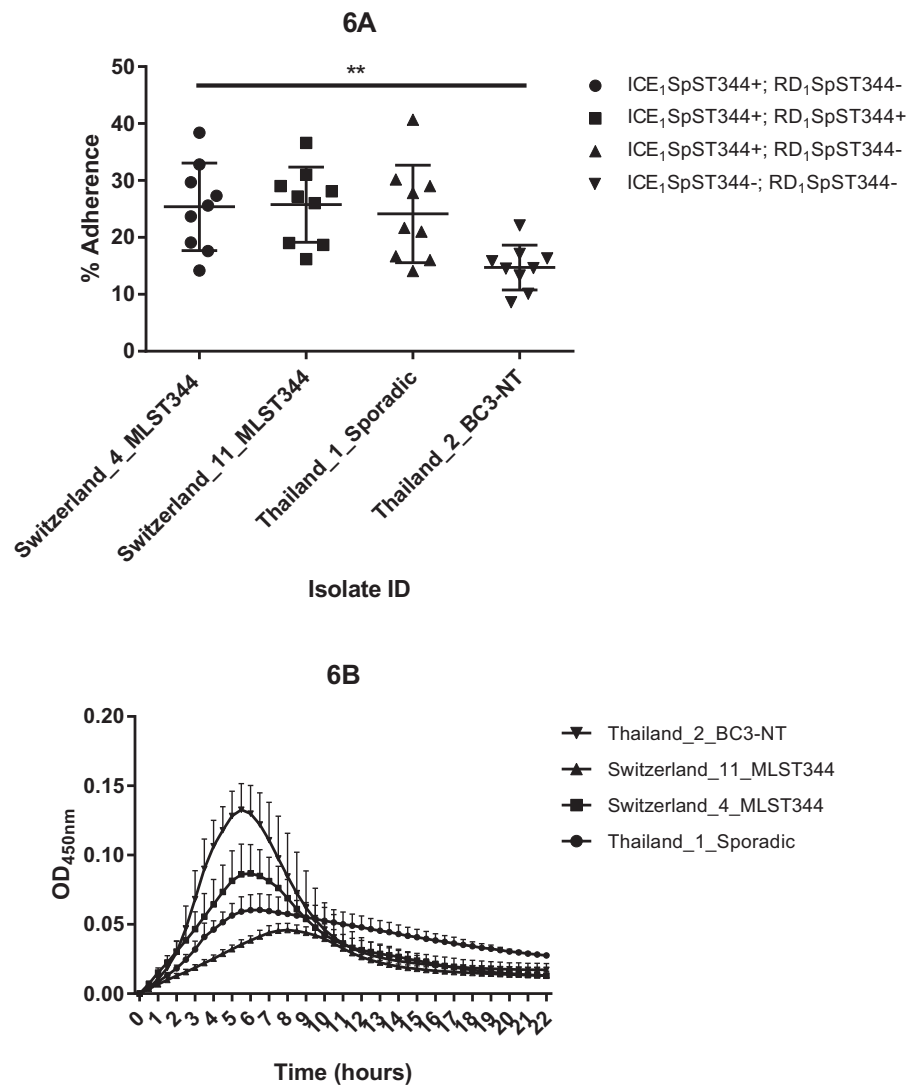 6A
50
**
40
30
20
10
0
% Adherence
ICE₁SpST344+; RD₁SpST344-
ICE₁SpST344+; RD₁SpST344+
ICE₁SpST344+; RD₁SpST344-
ICE₁SpST344-; RD₁SpST344-
Switzerland_4_MLST344
Switzerland_11_MLST344
Thailand_1_Sporadic
Thailand_2_BC3-NT
Isolate ID
6B
0.20
0.15
0.10
0.05
0.00
OD450nm
Thailand_2_BC3-NT
Switzerland_11_MLST344
Switzerland_4_MLST344
Thailand_1_Sporadic
0 1 2 3 4 5 6 7 8 9 10 11 12 13 14 15 16 17 18 19 20 21 22
Time (hours)